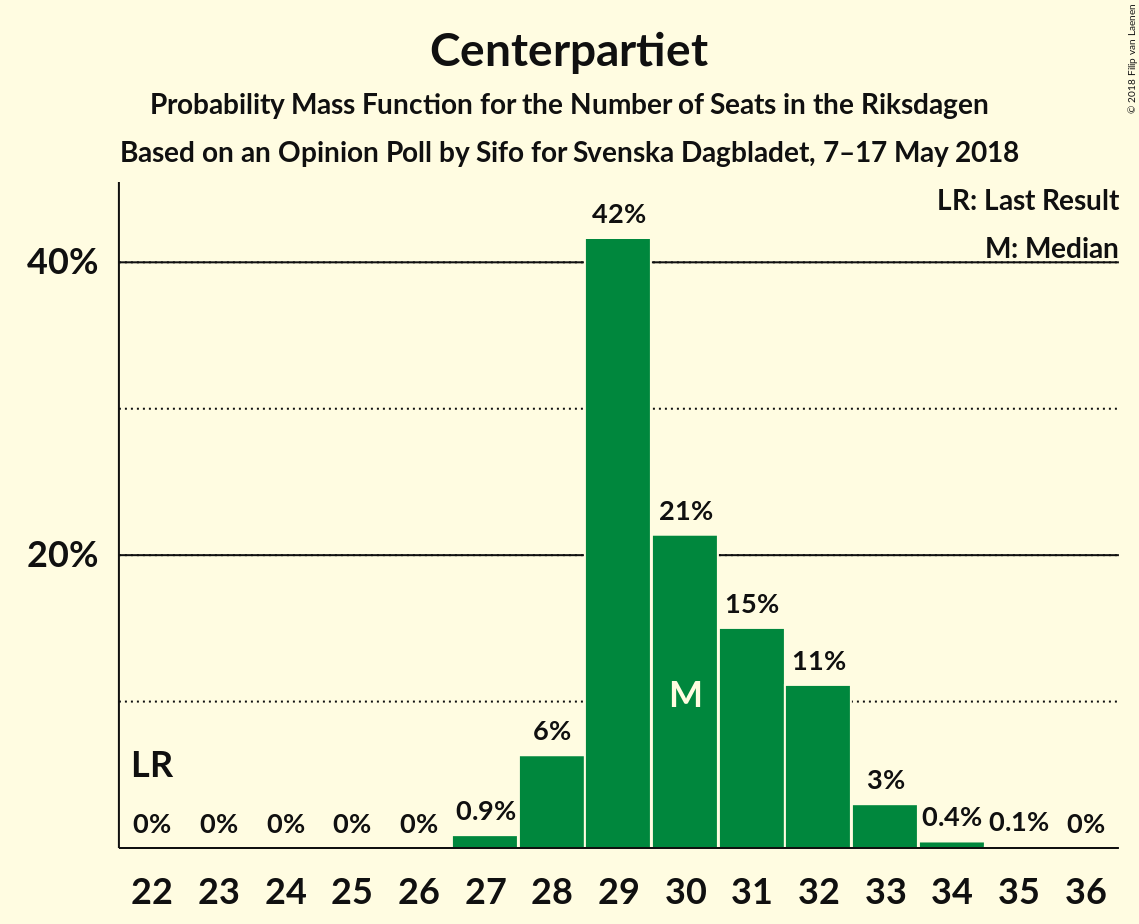 Centerpartiet
Probability Mass Function for the Number of Seats in the Riksdagen
Based on an Opinion Poll by Sifo for Svenska Dagbladet, 7–17 May 2018
© 2018 Filip van Laenen
LR: Last Result
M: Median
40%
20%
42%
21%
15%
11%
M
6%
3%
LR
0% 0% 0% 0% 0% 0.9% 0.4% 0.1% 0%
22 23 24 25 26 27 28 29 30 31 32 33 34 35 36